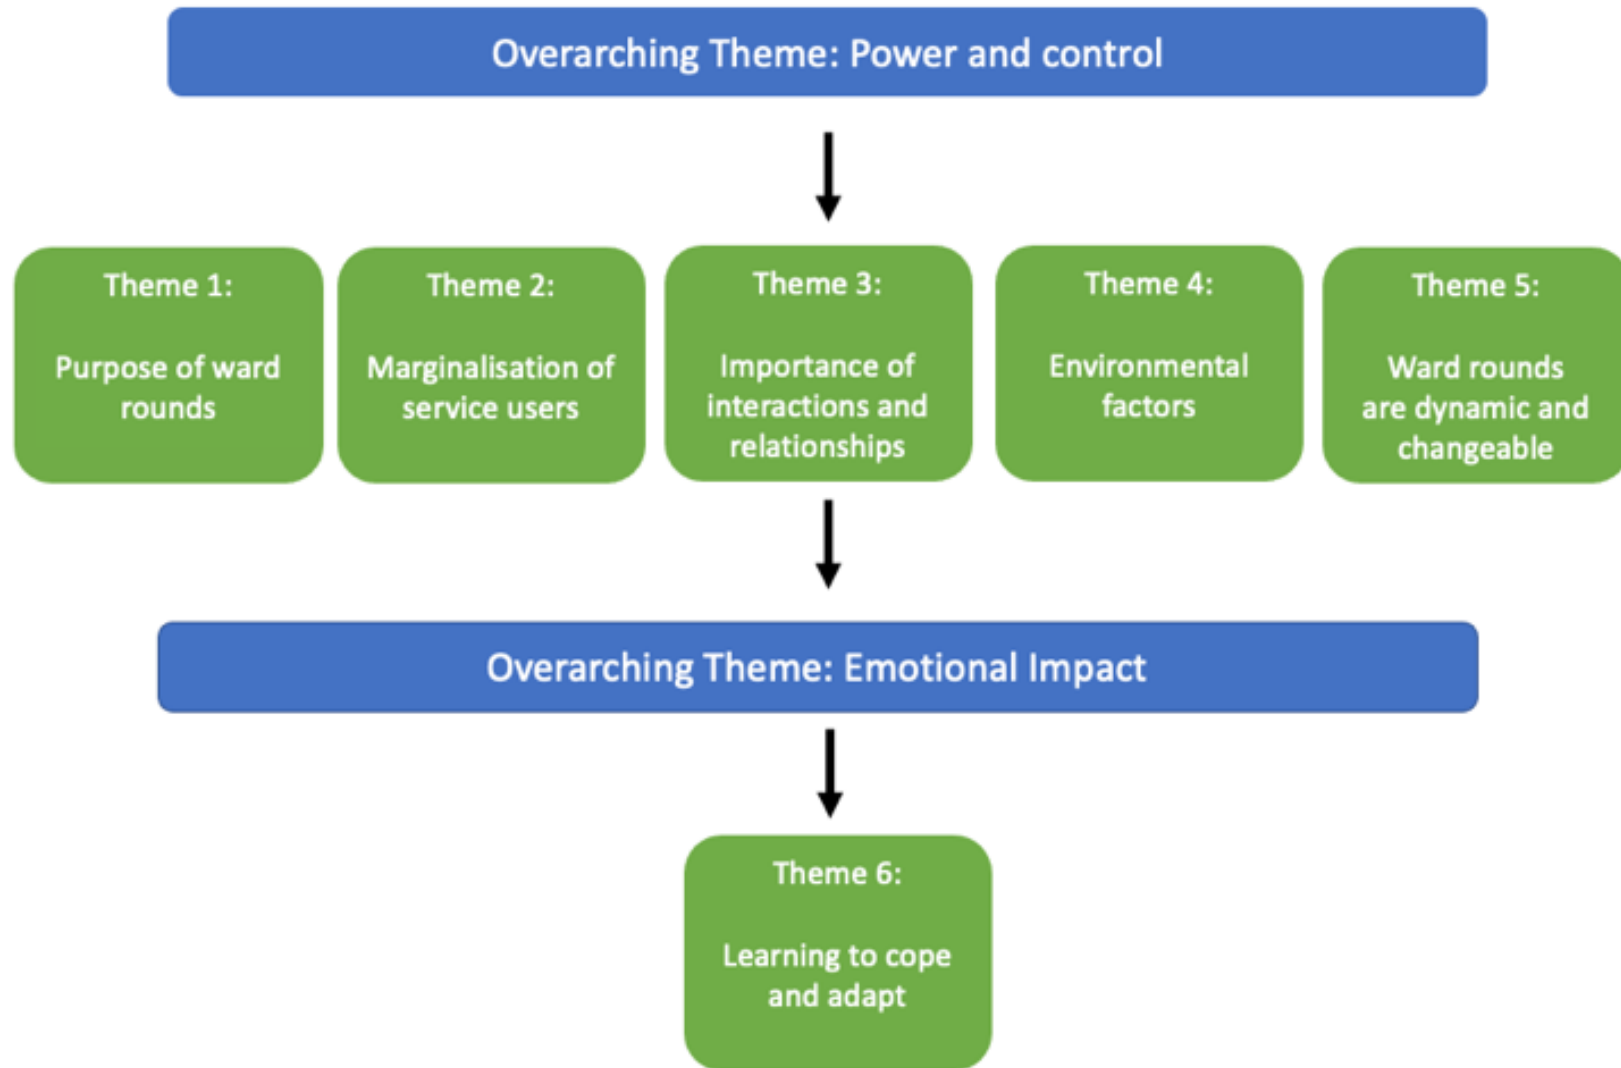 Overarching Theme: Power and control
Theme 1:
Purpose of ward
rounds
Theme 2:
Marginalisation of
service users
Theme 3:
Importance of
interactions and
relationships
Theme 4:
Environmental
factors
Theme 5:
Ward rounds
are dynamic and
changeable
Overarching Theme: Emotional Impact
Theme 6:
Learning to cope
and adapt